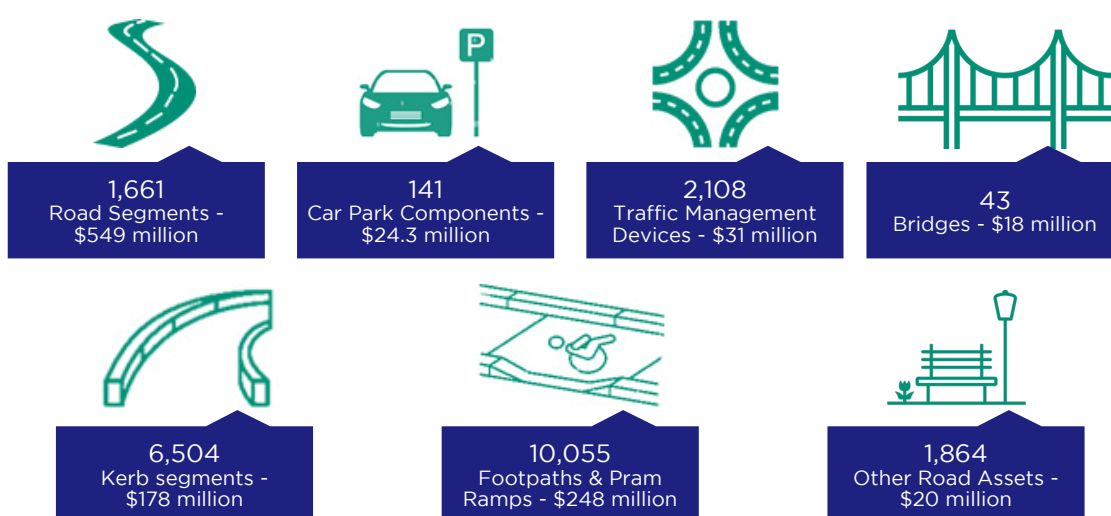 P
1,661
Road Segments -
$549 million
141
Car Park Components -
$24.3 million
2,108
Traffic Management
Devices - $31 million
43
Bridges - $18 million
6,504
Kerb segments -
$178 million
10,055
Footpaths & Pram
Ramps - $248 million
1,864
Other Road Assets -
$20 million